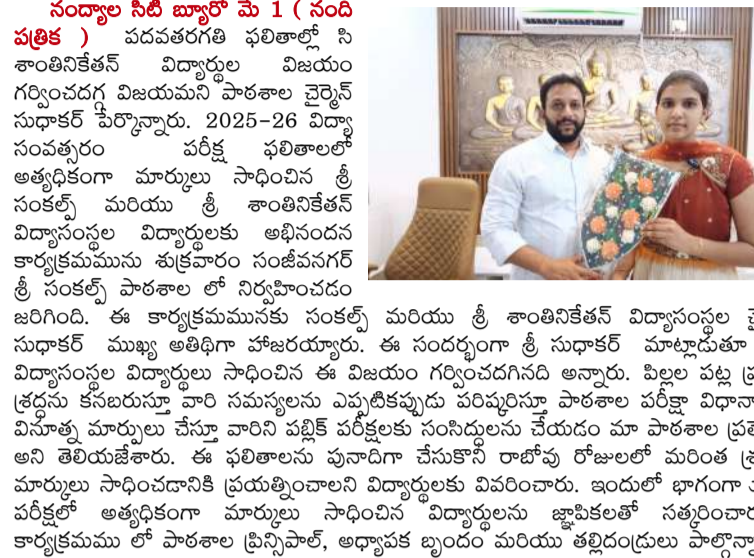 నంద్యాల సిటీ బ్యూరో మే 1 ( నంది
పత్రిక ) పదవతరగతి ఫలితాల్లో సి
శాంతినికేతన్ విద్యార్థుల విజయం
గర్వించదగ్గ విజయమని పాఠశాల చైర్మెన్
సుధాకర్ పేర్కొన్నారు. 2025-26 విద్యా
సంవత్సరం పరీక్ష ఫలితాలలో
అత్యధికంగా మార్కులు సాధించిన శ్రీ
సంకల్ప్ మరియు శ్రీ శాంతినికేతన్
విద్యాసంస్థల విద్యార్థులకు అభినందన
కార్యక్రమమును శుక్రవారం సంజీవనగర్
శ్రీ సంకల్ప్ పాఠశాల లో నిర్వహించడం
జరిగింది. ఈ కార్యక్రమమునకు సంకల్ప్ మరియు శ్రీ శాంతినికేతన్ విద్యాసంస్థల
సుధాకర్ ముఖ్య అతిథిగా హాజరయ్యారు. ఈ సందర్భంగా శ్రీ సుధాకర్ మాట్లాడుతూ
విద్యాసంస్థల విద్యార్థులు సాధించిన ఈ విజయం గర్వించదగినది అన్నారు. పిల్లల పట్ల
శ్రద్ధను కనబరుస్తూ వారి సమస్యలను ఎప్పటికప్పుడు పరిష్కరిస్తూ పాఠశాల పరీక్షా
వినూత్న మార్పులు చేస్తూ వారిని పబ్లిక్ పరీక్షలకు సంసిద్ధులను చేయడం మా పాఠశాల
అని తెలియజేశారు. ఈ ఫలితాలను పునాదిగా చేసుకొని రాబోవు రోజులలో మరింత
మార్కులు సాధించడానికి ప్రయత్నించాలని విద్యార్థులకు వివరించారు. ఇందులో భాగంగా
పరీక్షలో అత్యధికంగా మార్కులు సాధించిన విద్యార్థులను జ్ఞాపికలతో
కార్యక్రమము లో పాఠశాల ప్రిన్సిపాల్, అధ్యాపక బృందం మరియు తల్లిదండ్రులు